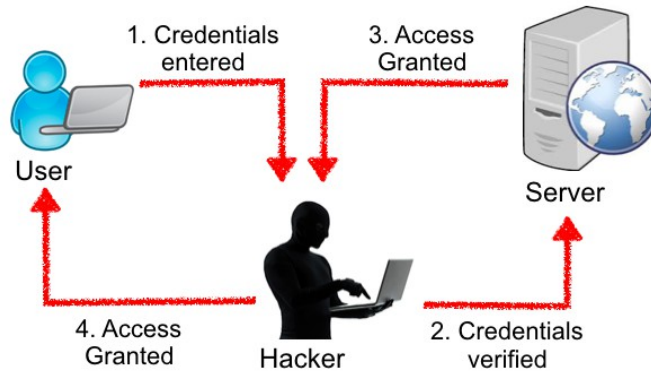 1. Credentials
entered
3. Access
Granted
User
Server
4. Access
Granted
Hacker
2. Credentials
verified